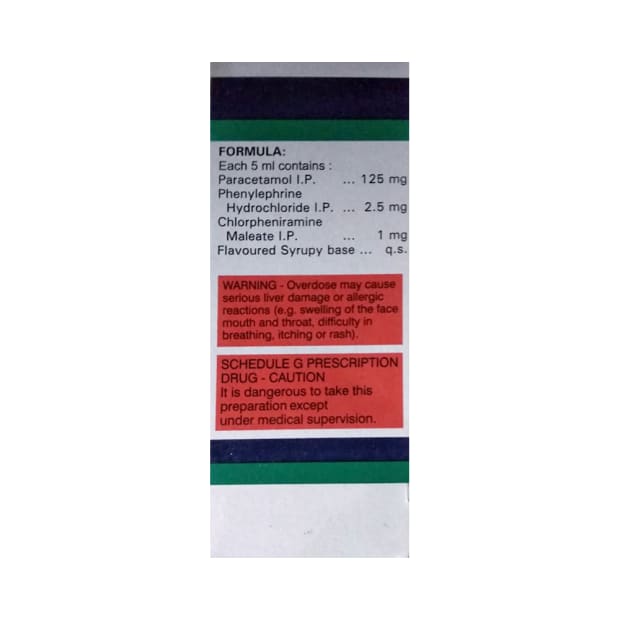 FORMULA:
Each 5 ml contains :
Paracetamol I.P. ... 125 mg
Phenylephrine
Hydrochloride I.P. ... 2.5 mg
Chlorpheniramine
Maleate I.P. ... 1 mg
Flavoured Syrupy base ... q.s.
WARNING - Overdose may cause
serious liver damage or allergic
reactions (e.g. swelling of the face
mouth and throat, difficulty in
breathing, itching or rash).
SCHEDULE G PRESCRIPTION
DRUG - CAUTION
It is dangerous to take this
preparation except
under medical supervision.